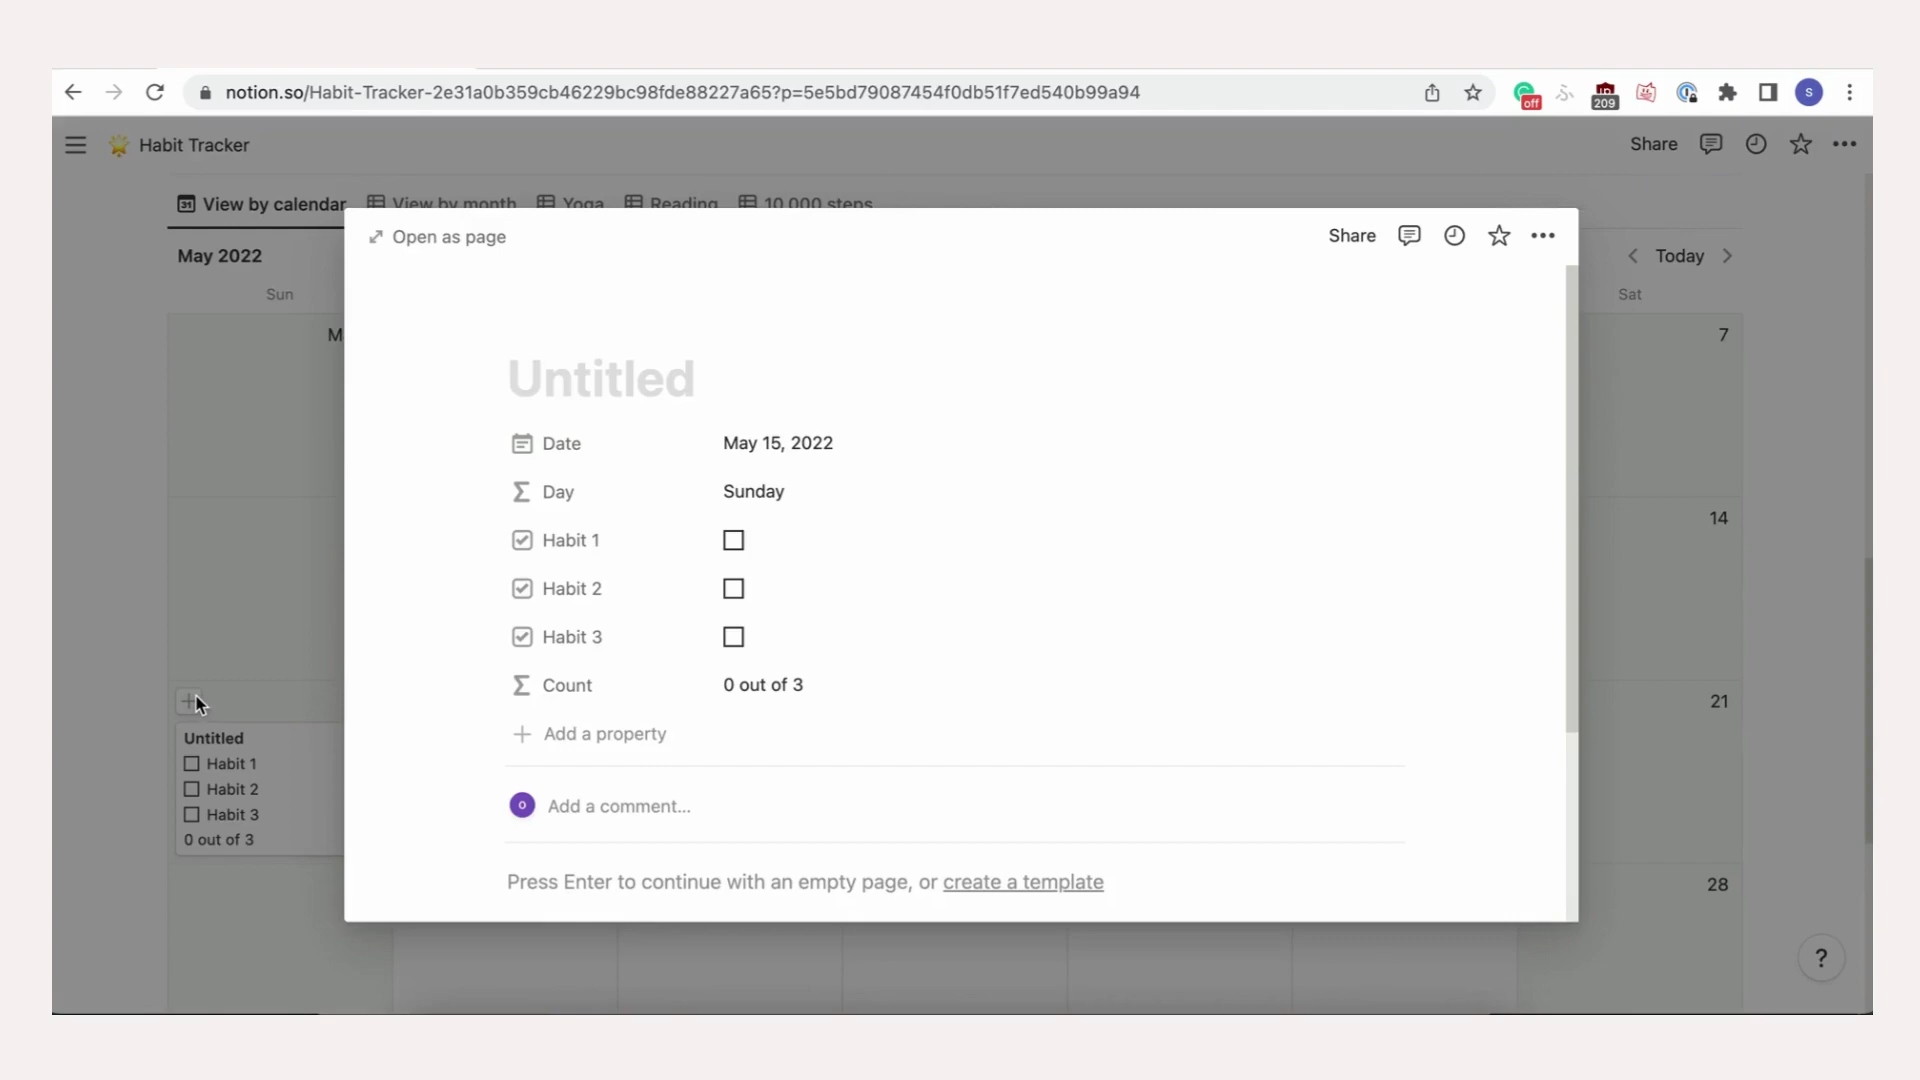 notion.so/Habit-Tracker-2e31a0b359cb46229bc98fde88227a65?p=5e5bd79087454f0db51f7ed540b99a94
off
209
S
Habit Tracker
Share
31 View by calendar View by month Yoga Reading 10,000 steps
Open as page
Share
May 2022
Today
Sun
Sat
M
7
Untitled
Date May 15, 2022
Day Sunday
14
Habit 1
Habit 2
Habit 3
Count 0 out of 3
21
Add a property
Untitled
Habit 1
Habit 2
Habit 3
0 out of 3
O Add a comment...
Press Enter to continue with an empty page, or create a template
28
?